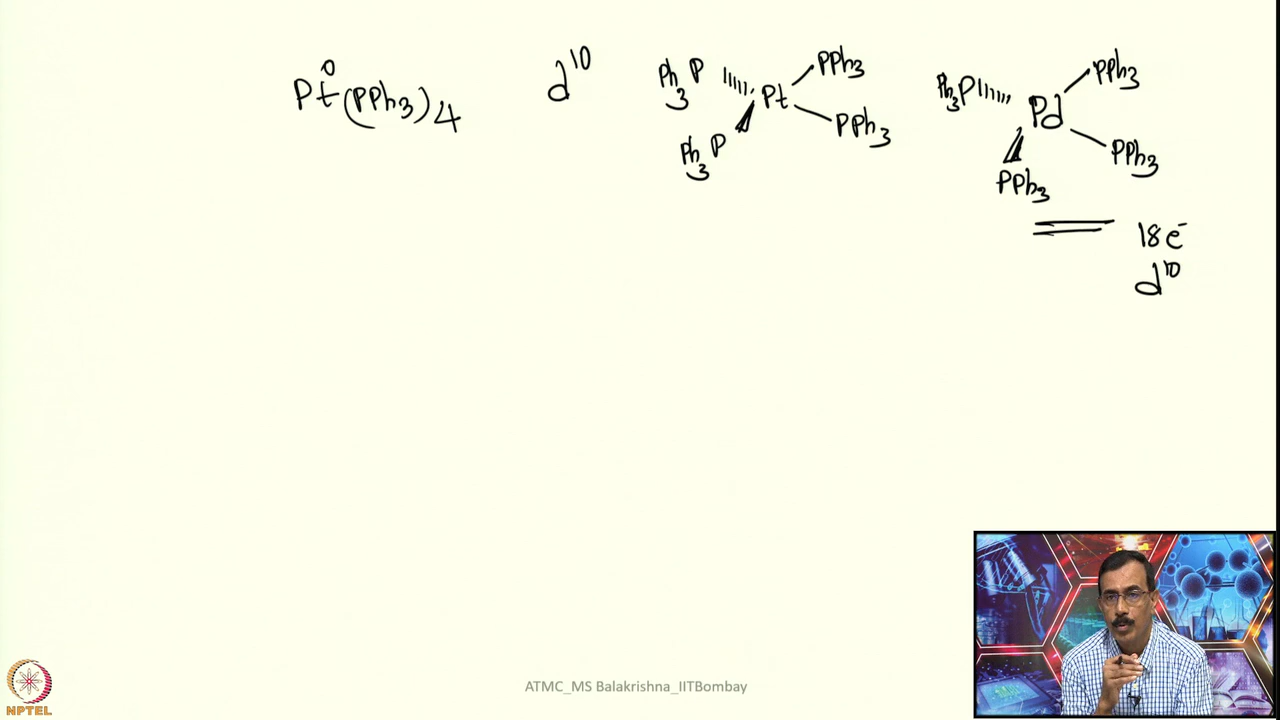 Pt⁰(PPh₃)₄
d¹⁰
Ph₃P Pt PPh₃
Ph₃P PPh₃
Ph₃P Pd PPh₃
PPh₃ PPh₃
18e⁻
d¹⁰
ATMC_MS Balakrishna_IITBombay
NPTEL